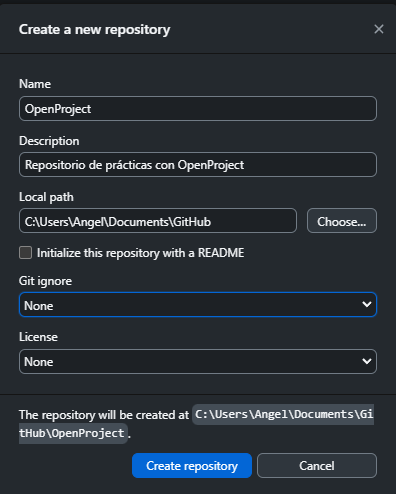 Create a new repository
Name
OpenProject
Description
Repositorio de prácticas con OpenProject
Local path
C:\Users\Angel\Documents\GitHub
Choose...
Initialize this repository with a README
Git ignore
None
License
None
The repository will be created at C:\Users\Angel\Documents\Gi
tHub\OpenProject.
Create repository
Cancel